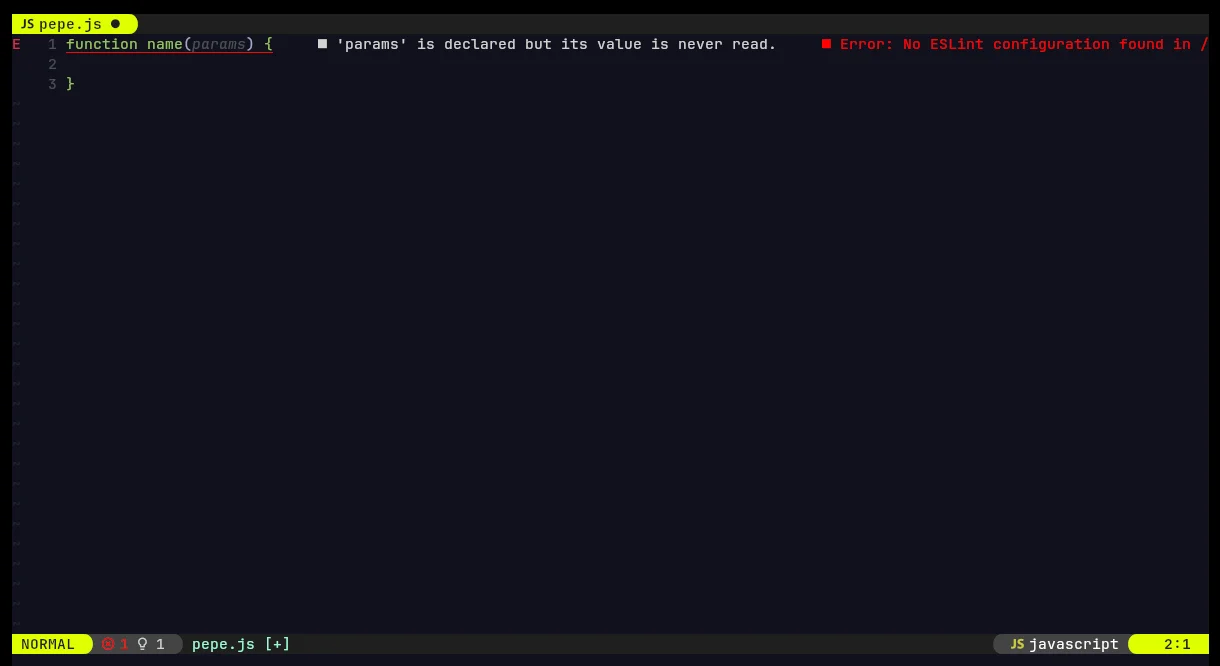 JS pepe.js ●
E 1 function name(params) { ■ 'params' is declared but its value is never read. ■ Error: No ESLint configuration found in /
2
3 }
NORMAL 1 1 pepe.js [+] JS javascript 2:1